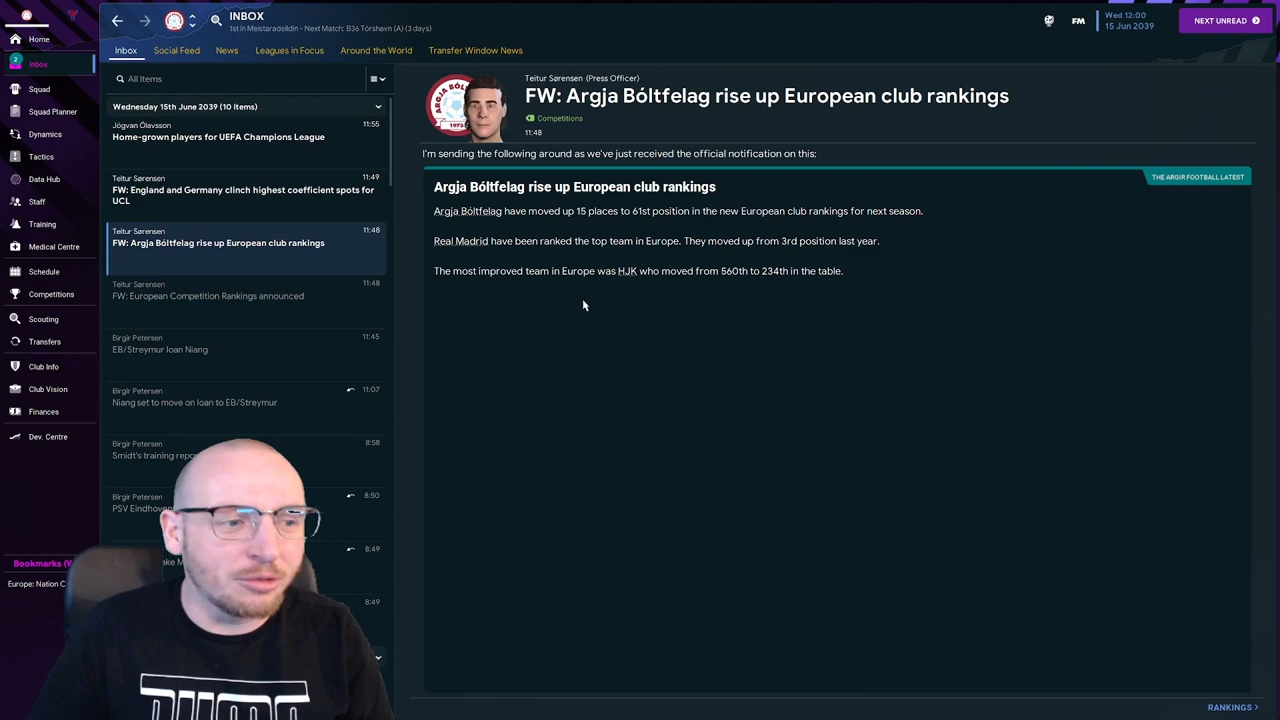 INBOX
1st in Meistaradeildin - Next Match: B36 Tórshavn (A) (3 days)
FM
Wed 12:00
15 Jun 2039
NEXT UNREAD
Home
2
Inbox
Squad
Squad Planner
Dynamics
Tactics
Data Hub
Staff
Training
Medical Centre
Schedule
Competitions
Scouting
Transfers
Club Info
Club Vision
Finances
Dev. Centre
Bookmarks
Europe: Nation
Inbox
Social Feed
News
Leagues in Focus
Around the World
Transfer Window News
All Items
Wednesday 15th June 2039 (10 Items)
Jógvan Ólavsson 11:55
Home-grown players for UEFA Champions League
Teitur Sørensen 11:49
FW: England and Germany clinch highest coefficient spots for
UCL
Teitur Sørensen 11:48
FW: Argja Bóltfelag rise up European club rankings
Teitur Sørensen 11:48
FW: European Competition Rankings announced
Birgir Petersen 11:45
EB/Streymur loan Niang
Birgir Petersen 11:07
Niang set to move on loan to EB/Streymur
Birgir Petersen 8:58
Smidt's training
Birgir Petersen 8:50
PSV
8:49
8:49
Teitur Sørensen (Press Officer)
FW: Argja Bóltfelag rise up European club rankings
Competitions
11:48
I'm sending the following around as we've just received the official notification on this:
THE ARGIR FOOTBALL LATEST
Argja Bóltfelag rise up European club rankings
Argja Bóltfelag have moved up 15 places to 61st position in the new European club rankings for next season.
Real Madrid have been ranked the top team in Europe. They moved up from 3rd position last year.
The most improved team in Europe was HJK who moved from 560th to 234th in the table.
RANKINGS